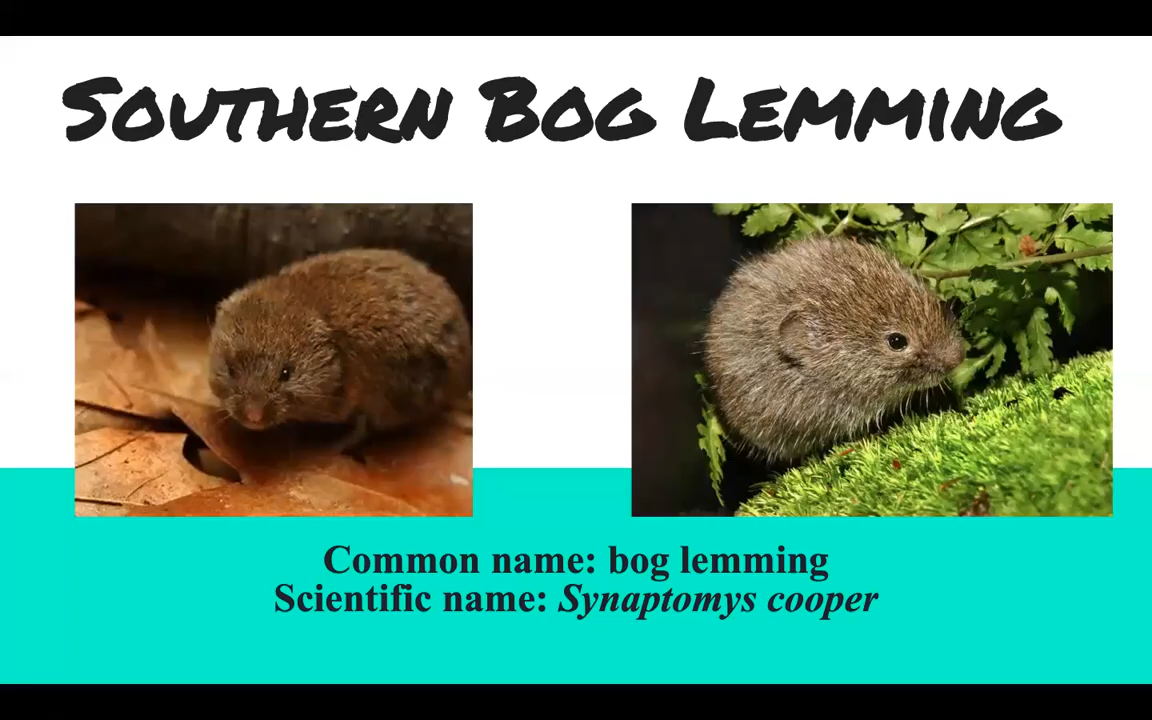 Southern Bog Lemming
Common name: bog lemming
Scientific name: Synaptomys cooper